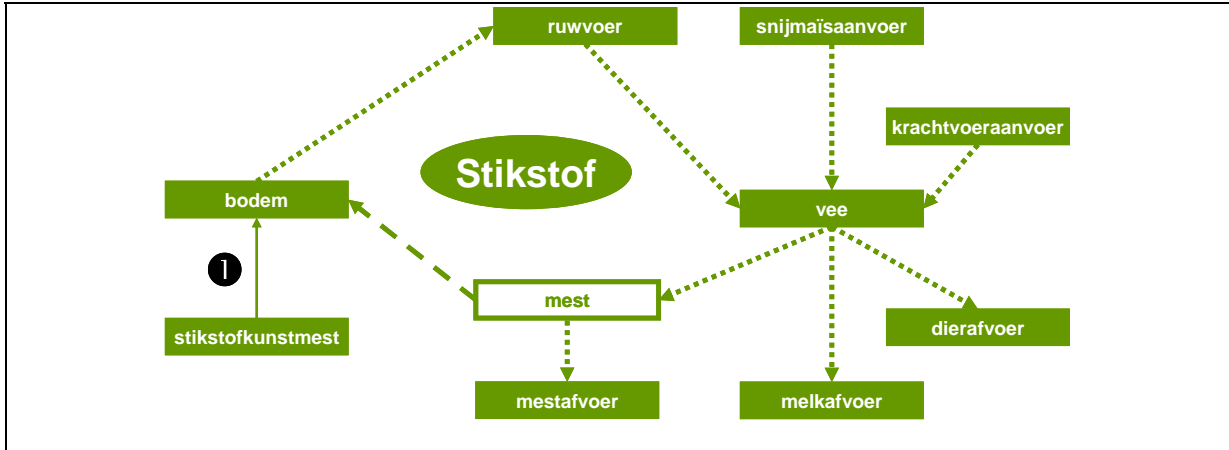 ruwvoer
snijmaïsaanvoer
krachtvoeraanvoer
Stikstof
bodem
vee
1
mest
stikstofkunstmest
dierafvoer
mestafvoer
melkafvoer